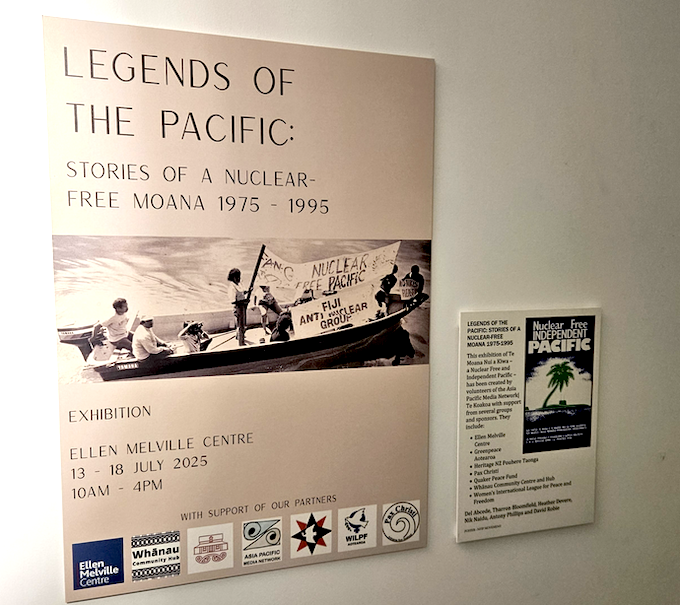 LEGENDS OF
THE PACIFIC:
STORIES OF A NUCLEAR-
FREE MOANA 1975 - 1995
NUCLEAR
FREE PACIFIC
FIJI
ANTI NUCLEAR
GROUP
YAMAHA
YAMAHA
EXHIBITION
ELLEN MELVILLE CENTRE
13 - 18 JULY 2025
10AM - 4PM
WITH SUPPORT OF OUR PARTNERS
Ellen
Melville
Centre
Whānau
Community Hub
ASIA PACIFIC
MEDIA NETWORK
WILPF
AOTEAROA
Pax Christi
LEGENDS OF THE
PACIFIC: STORIES OF A
NUCLEAR-FREE
MOANA 1975-1995
This exhibition of Te
Moana Nui a Kiwa –
a Nuclear Free and
Independent Pacific –
has been created by
volunteers of the Asia
Pacific Media Network|
Te Koakoa with support
from several groups
and sponsors. They
include:
• Ellen Melville
Centre
• Greenpeace
Aotearoa
• Heritage NZ Pouhere Taonga
• Pax Christi
• Quaker Peace Fund
• Whānau Community Centre and Hub
• Women's International League for Peace and
Freedom
Del Abcede, Tharron Bloomfield, Heather Devere,
Nik Naidu, Antony Phillips and David Robie
Nuclear Free
INDEPENDENT
PACIFIC